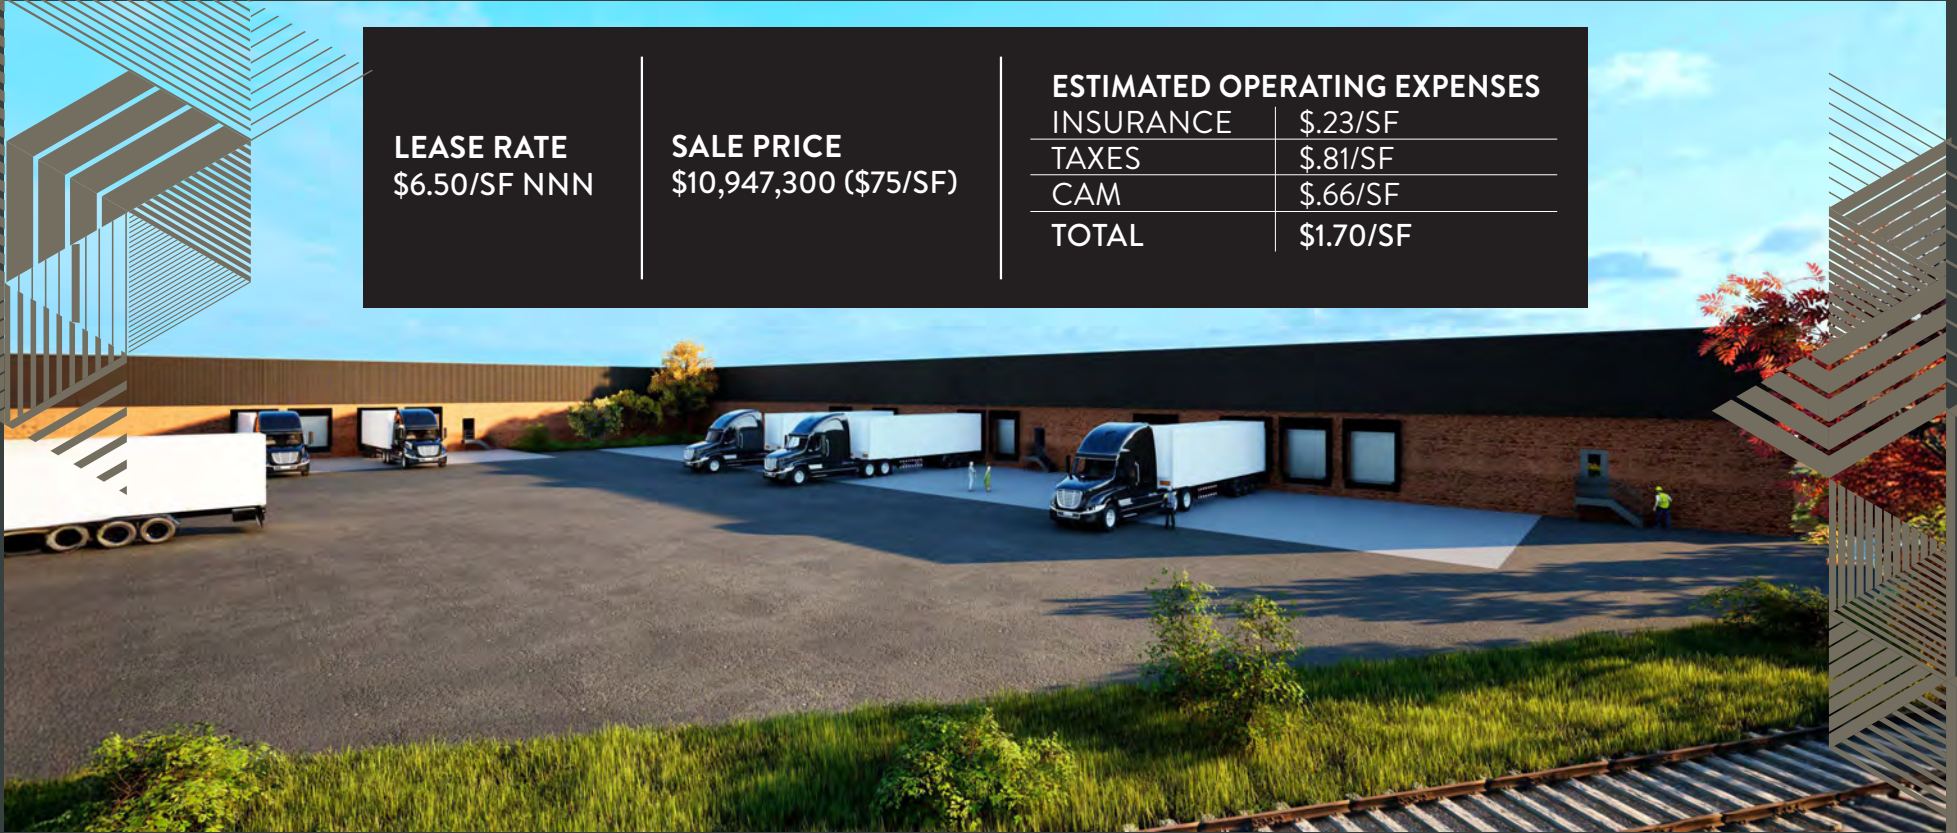 LEASE RATE
$6.50/SF NNN
SALE PRICE
$10,947,300 ($75/SF)
ESTIMATED OPERATING EXPENSES
INSURANCE $.23/SF
TAXES $.81/SF
CAM $.66/SF
TOTAL $1.70/SF